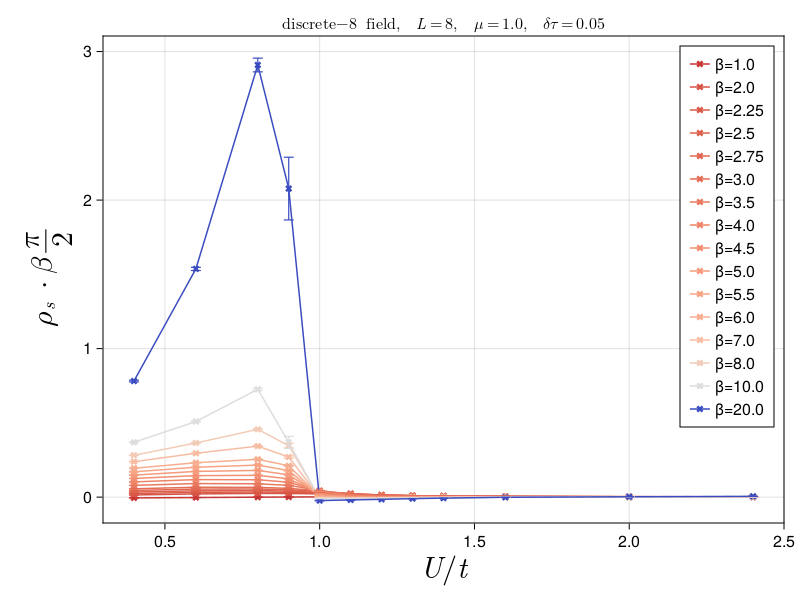 discrete−8 field, L = 8, μ = 1.0, δτ = 0.05
3
2
1
0
ρₛ · β π/2
0.5
1.0
1.5
2.0
2.5
U/t
β=1.0
β=2.0
β=2.25
β=2.5
β=2.75
β=3.0
β=3.5
β=4.0
β=4.5
β=5.0
β=5.5
β=6.0
β=7.0
β=8.0
β=10.0
β=20.0